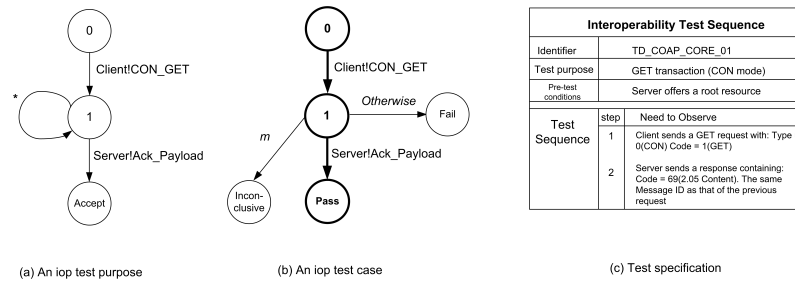 0
Client!CON_GET
*
1
Server!Ack_Payload
Accept
(a) An iop test purpose
0
Client!CON_GET
Otherwise
1
Fail
m
Server!Ack_Payload
Incon-
clusive
Pass
(b) An iop test case
Interoperability Test Sequence
Identifier TD_COAP_CORE_01
Test purpose GET transaction (CON mode)
Pre-test
conditions
Server offers a root resource
Test
Sequence
step Need to Observe
1 Client sends a GET request with: Type
0(CON) Code = 1(GET)
2 Server sends a response containing:
Code = 69(2.05 Content). The same
Message ID as that of the previous
request
(c) Test specification